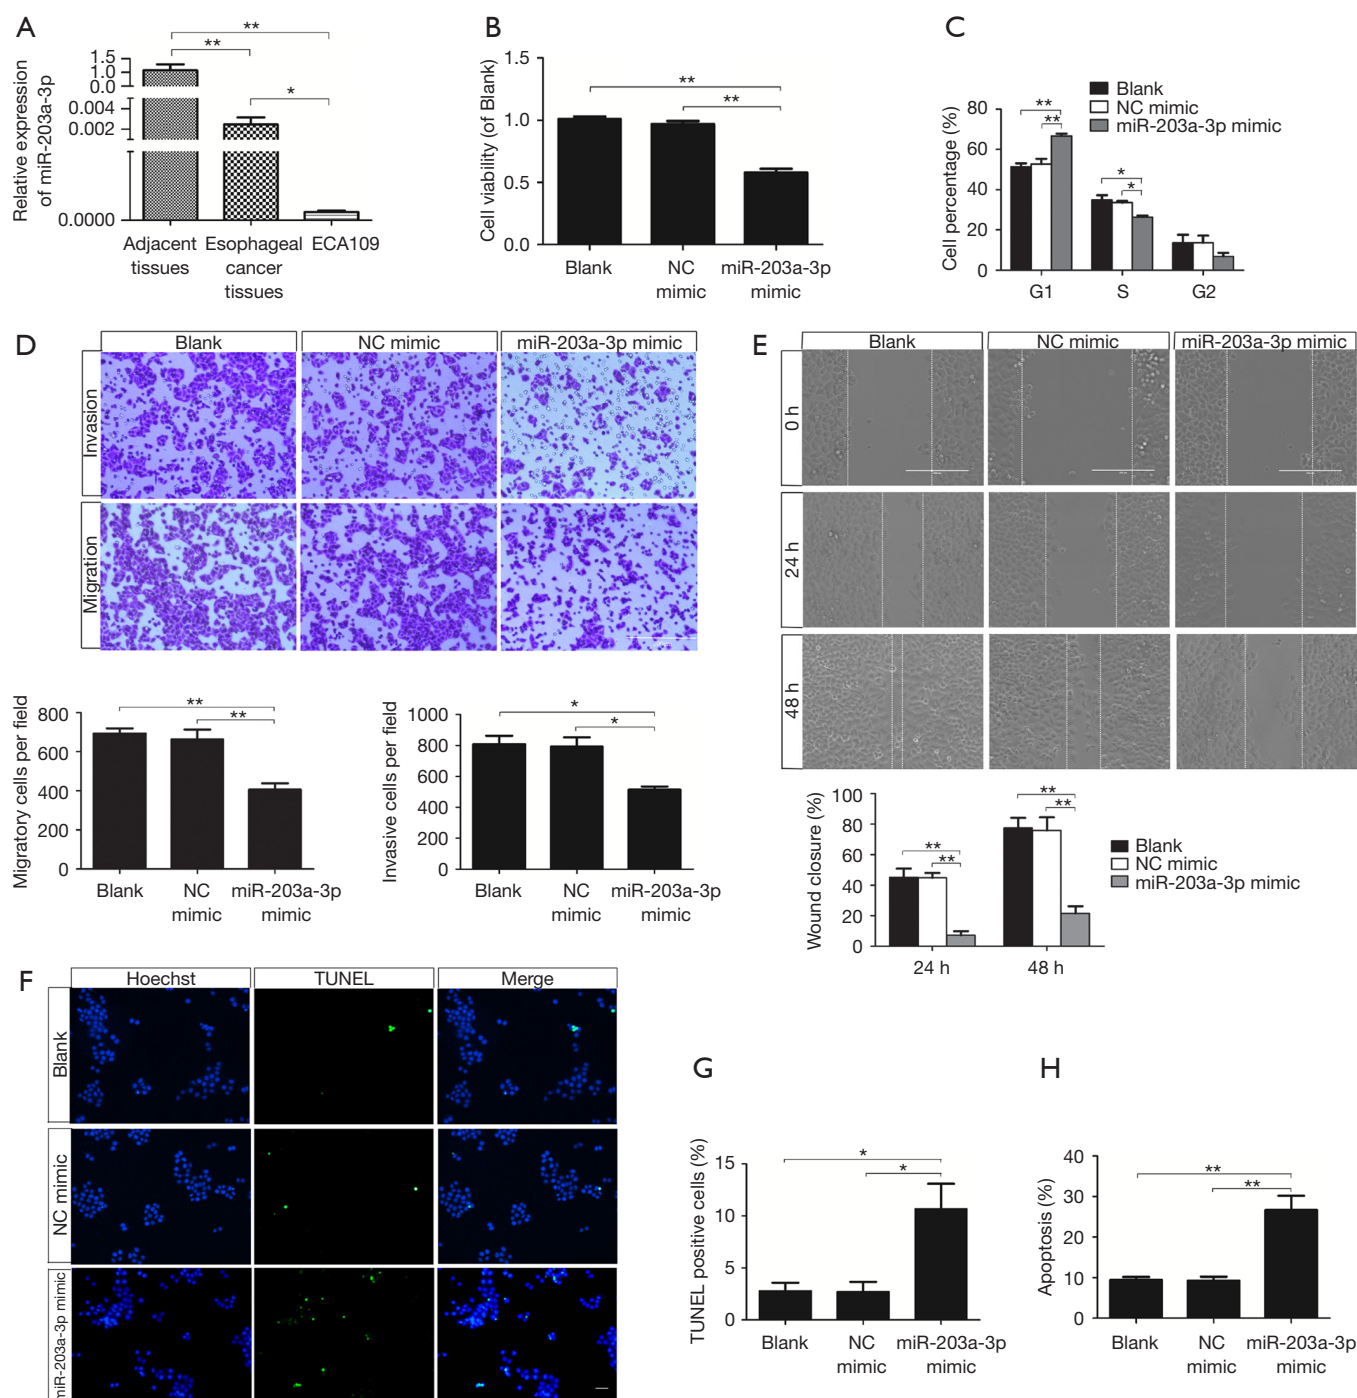 A
Relative expression
of miR-203a-3p
1.5
1.0
0.0
0.004
0.002
0.0000
**
**
*
Adjacent
tissues
Esophageal
cancer
tissues
ECA109
B
Cell viability (of Blank)
1.5
1.0
0.5
0.0
**
**
Blank
NC
mimic
miR-203a-3p
mimic
C
Blank
NC mimic
miR-203a-3p mimic
Cell percentage (%)
80
60
40
20
0
**
**
*
*
G1
S
G2
D
Blank
NC mimic
miR-203a-3p mimic
Invasion
Migration
Migratory cells per field
800
600
400
200
0
**
**
Blank
NC
mimic
miR-203a-3p
mimic
Invasive cells per field
1000
800
600
400
200
0
*
*
Blank
NC
mimic
miR-203a-3p
mimic
E
Blank
NC mimic
miR-203a-3p mimic
0 h
24 h
48 h
Wound closure (%)
100
80
60
40
20
0
**
**
**
**
24 h
48 h
Blank
NC mimic
miR-203a-3p mimic
F
Hoechst
TUNEL
Merge
Blank
NC mimic
miR-203a-3p mimic
G
TUNEL positive cells (%)
15
10
5
0
*
*
Blank
NC
mimic
miR-203a-3p
mimic
H
Apoptosis (%)
40
30
20
10
0
**
**
Blank
NC
mimic
miR-203a-3p
mimic